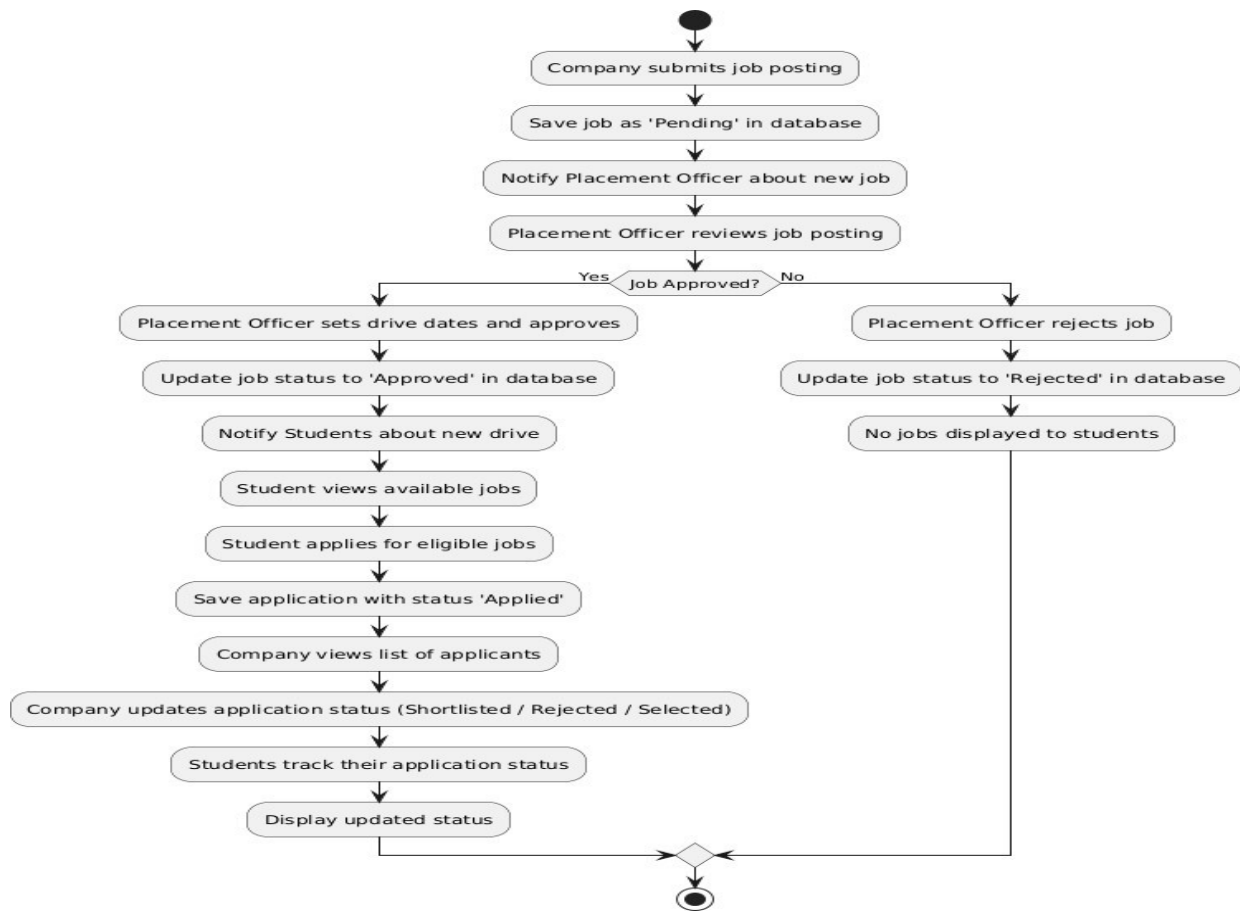 Company submits job posting
Save job as 'Pending' in database
Notify Placement Officer about new job
Placement Officer reviews job posting
Yes
Job Approved?
No
Placement Officer sets drive dates and approves
Update job status to 'Approved' in database
Notify Students about new drive
Student views available jobs
Student applies for eligible jobs
Save application with status 'Applied'
Company views list of applicants
Company updates application status (Shortlisted / Rejected / Selected)
Students track their application status
Display updated status
Placement Officer rejects job
Update job status to 'Rejected' in database
No jobs displayed to students